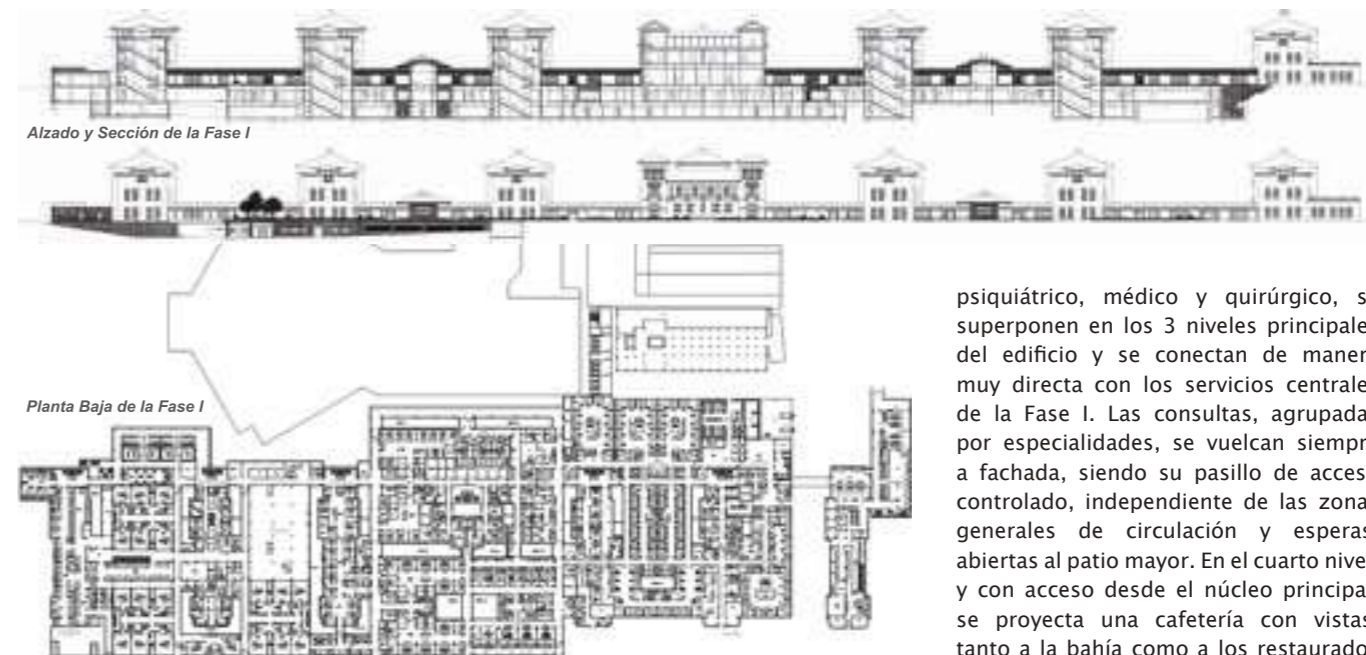 Alzado y Sección de la Fase I
Planta Baja de la Fase I
psiquiátrico, médico y quirúrgico, s
superponen en los 3 niveles principale
del edificio y se conectan de maner
muy directa con los servicios centrale
de la Fase I. Las consultas, agrupada
por especialidades, se vuelcan siempr
a fachada, siendo su pasillo de acces
controlado, independiente de las zona
generales de circulación y esperas
abiertas al patio mayor. En el cuarto nive
y con acceso desde el núcleo principa
se proyecta una cafetería con vistas
tanto a la bahía como a los restaurado